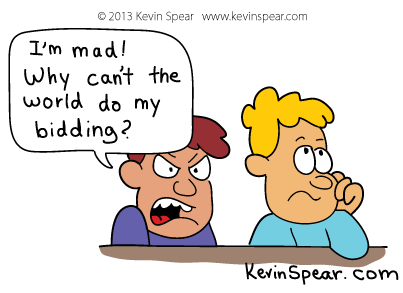 © 2013 Kevin Spear www.kevinspear.com
I'm mad!
Why can't the
world do my
bidding?
KevinSpear.com